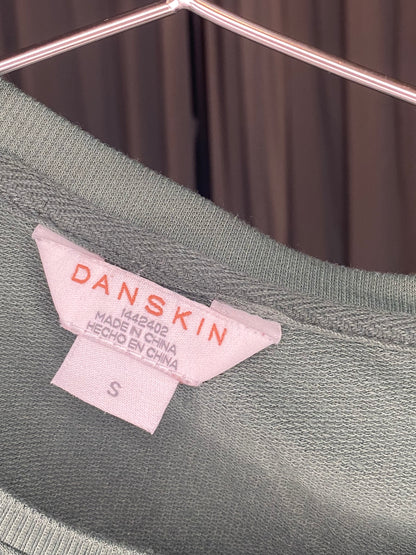 DANSKIN
1442402
MADE IN CHINA
HECHO EN CHINA
S